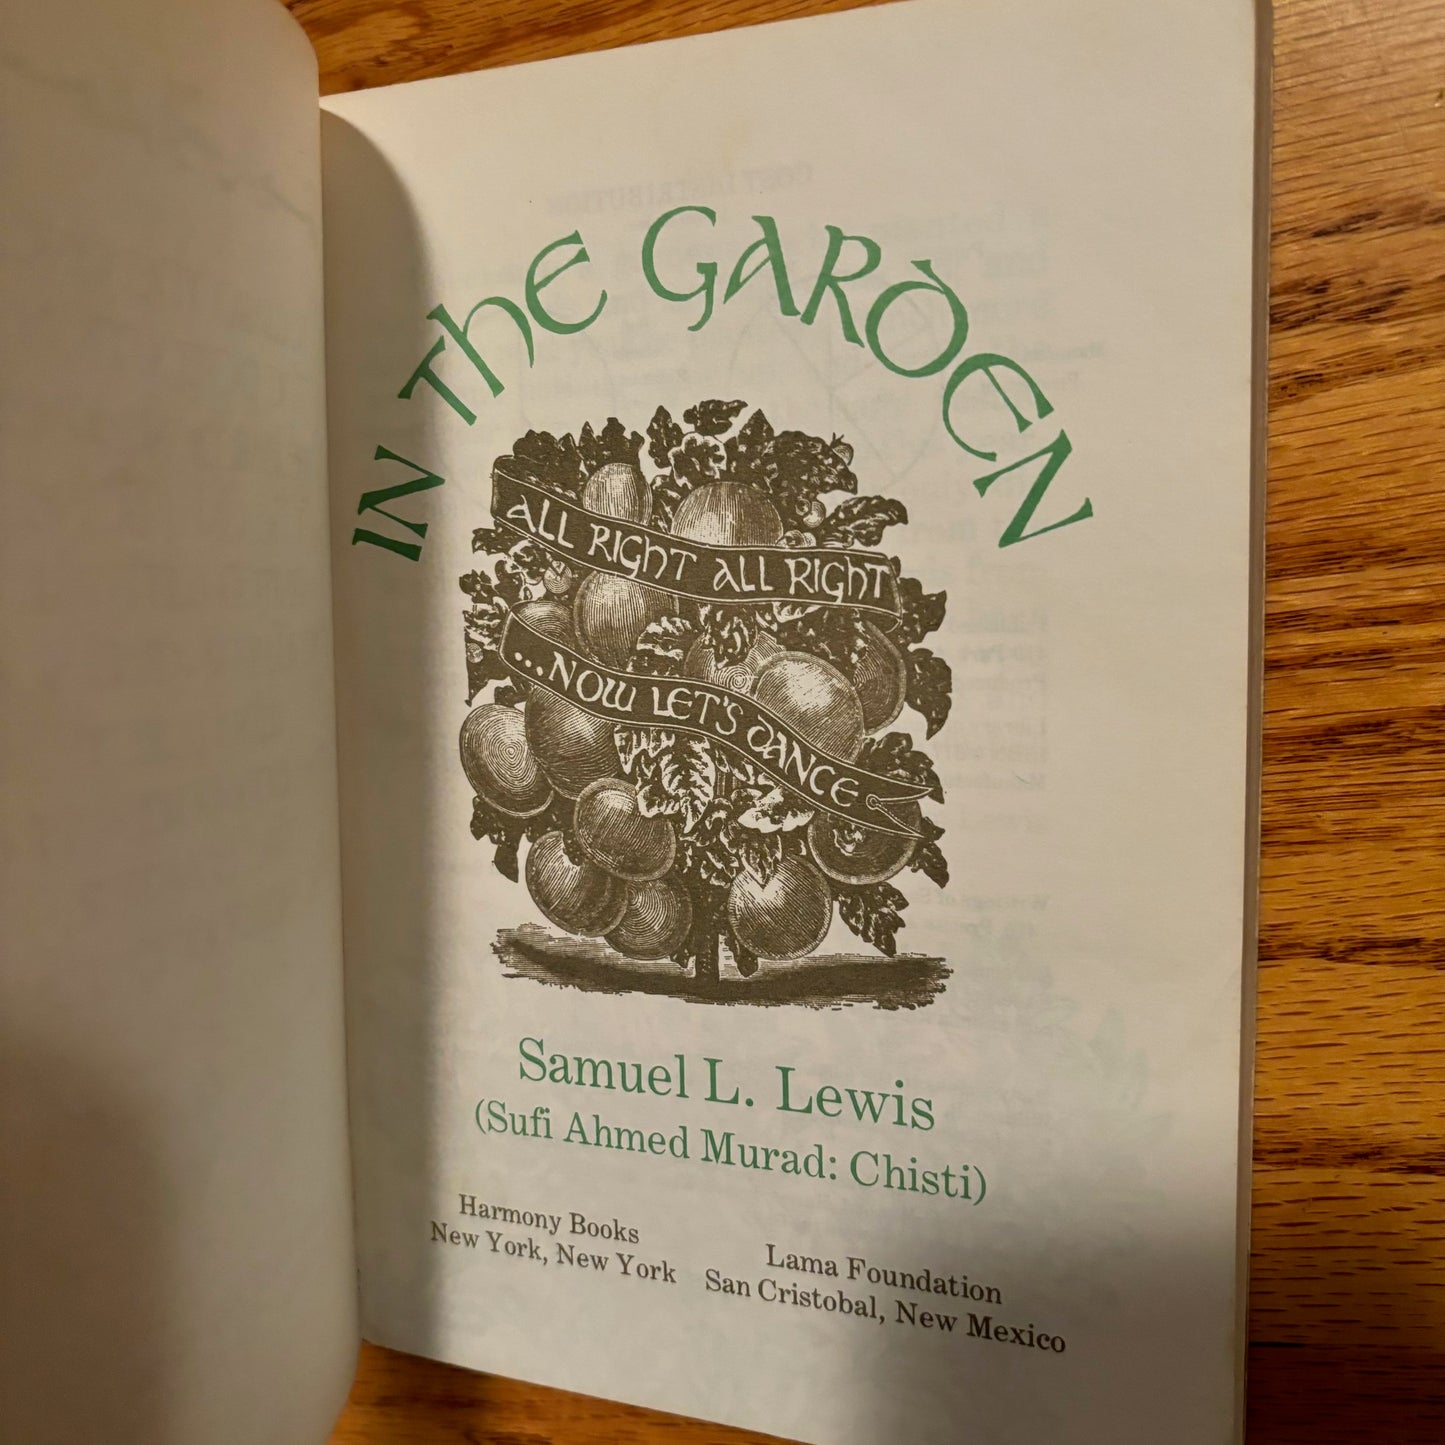 IN THE GARDEN
ALL RIGHT ALL RIGHT
...NOW LET'S DANCE
Samuel L. Lewis
(Sufi Ahmed Murad: Chisti)
Harmony Books
New York, New York
Lama Foundation
San Cristobal, New Mexico